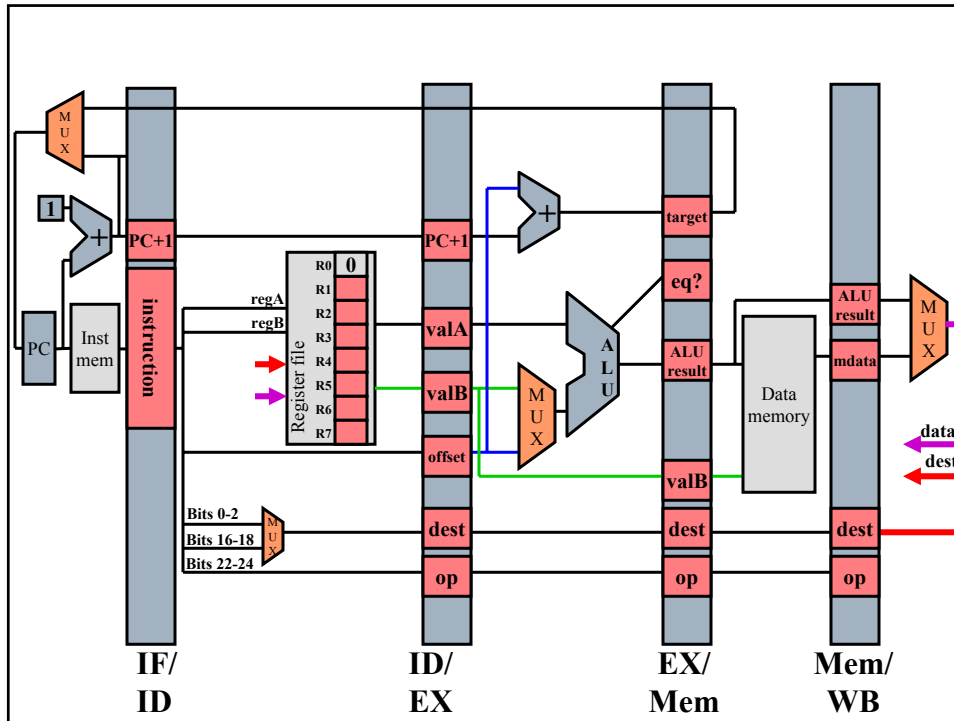 M
U
X
1
+
PC
Inst
mem
PC+1
instruction
regA
regB
Bits 0-2
Bits 16-18
Bits 22-24
M
U
X
Register file
R0
0
R1
R2
R3
R4
R5
R6
R7
PC+1
valA
valB
offset
dest
op
+
M
U
X
A
L
U
target
eq?
ALU
result
valB
dest
op
Data
memory
ALU
result
mdata
dest
op
M
U
X
data
dest
IF/
ID
ID/
EX
EX/
Mem
Mem/
WB